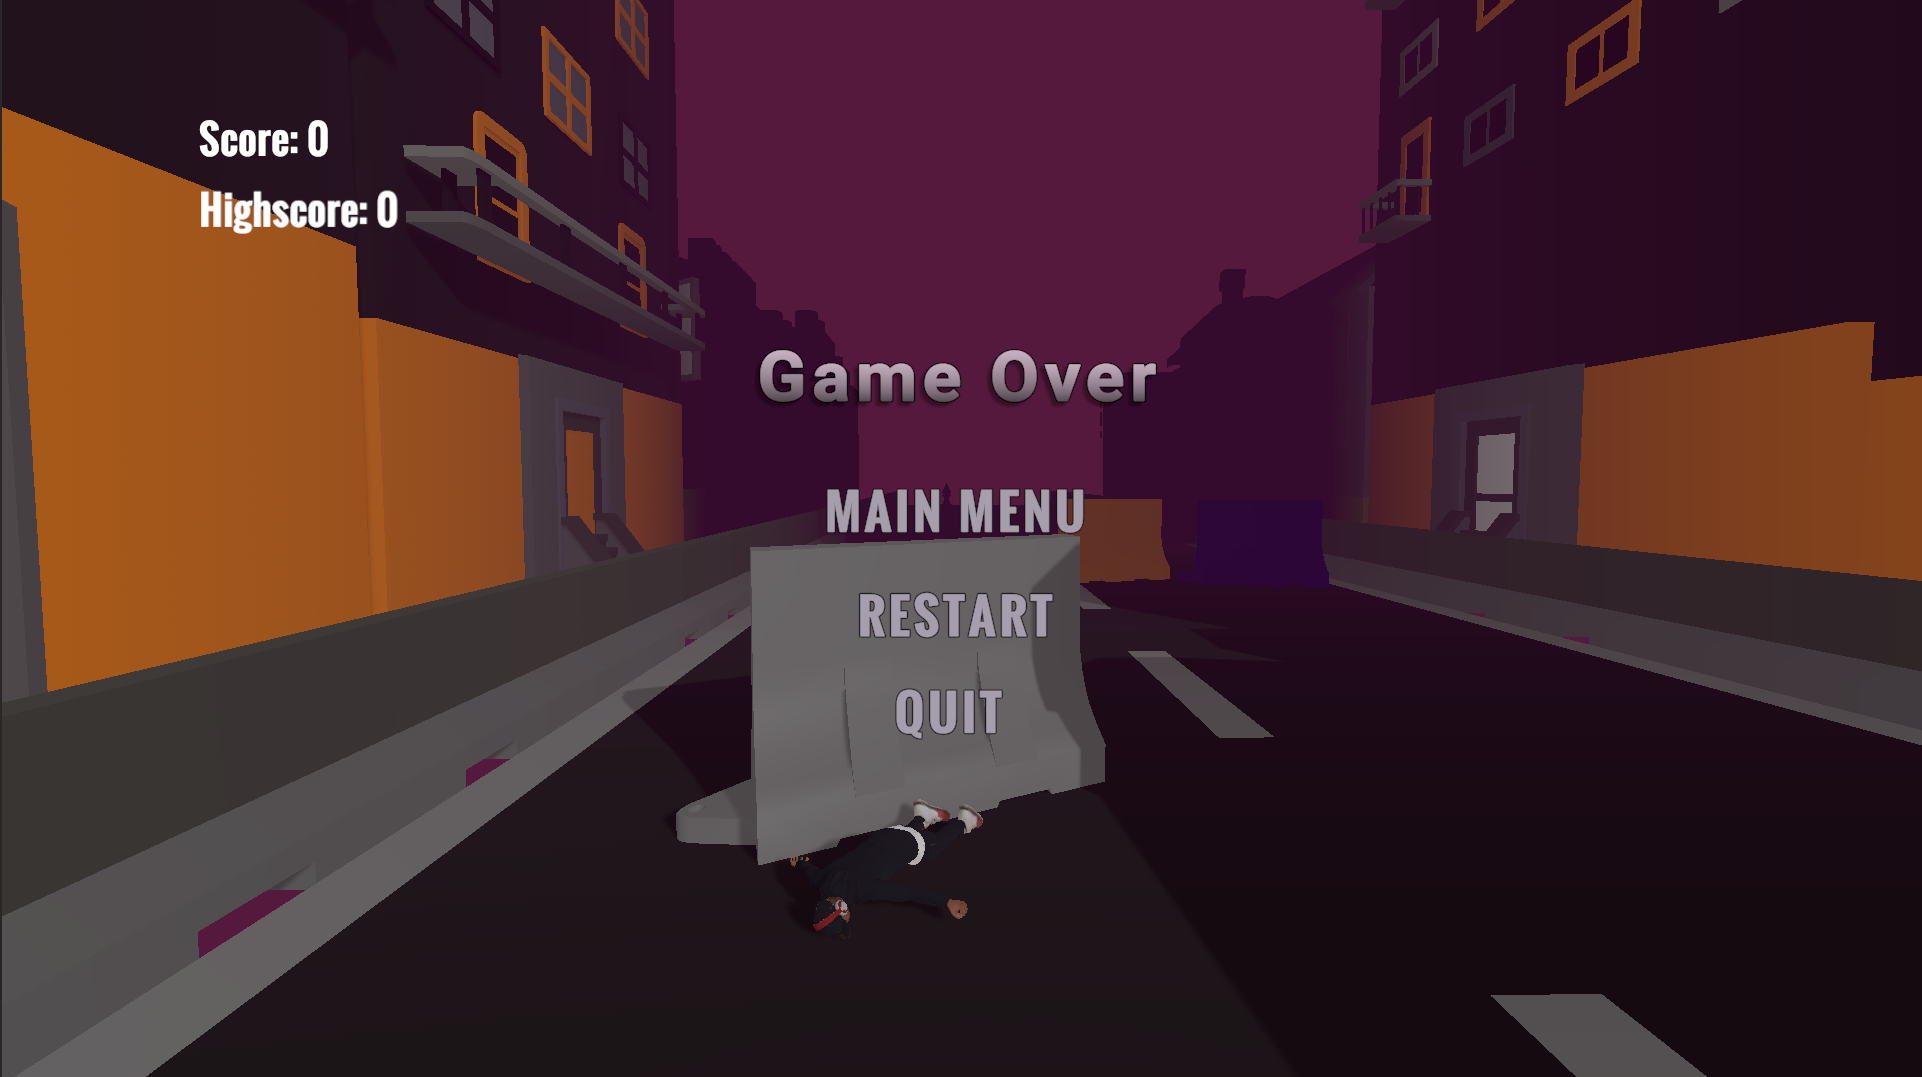 Score: 0
Highscore: 0
Game Over
MAIN MENU
RESTART
QUIT